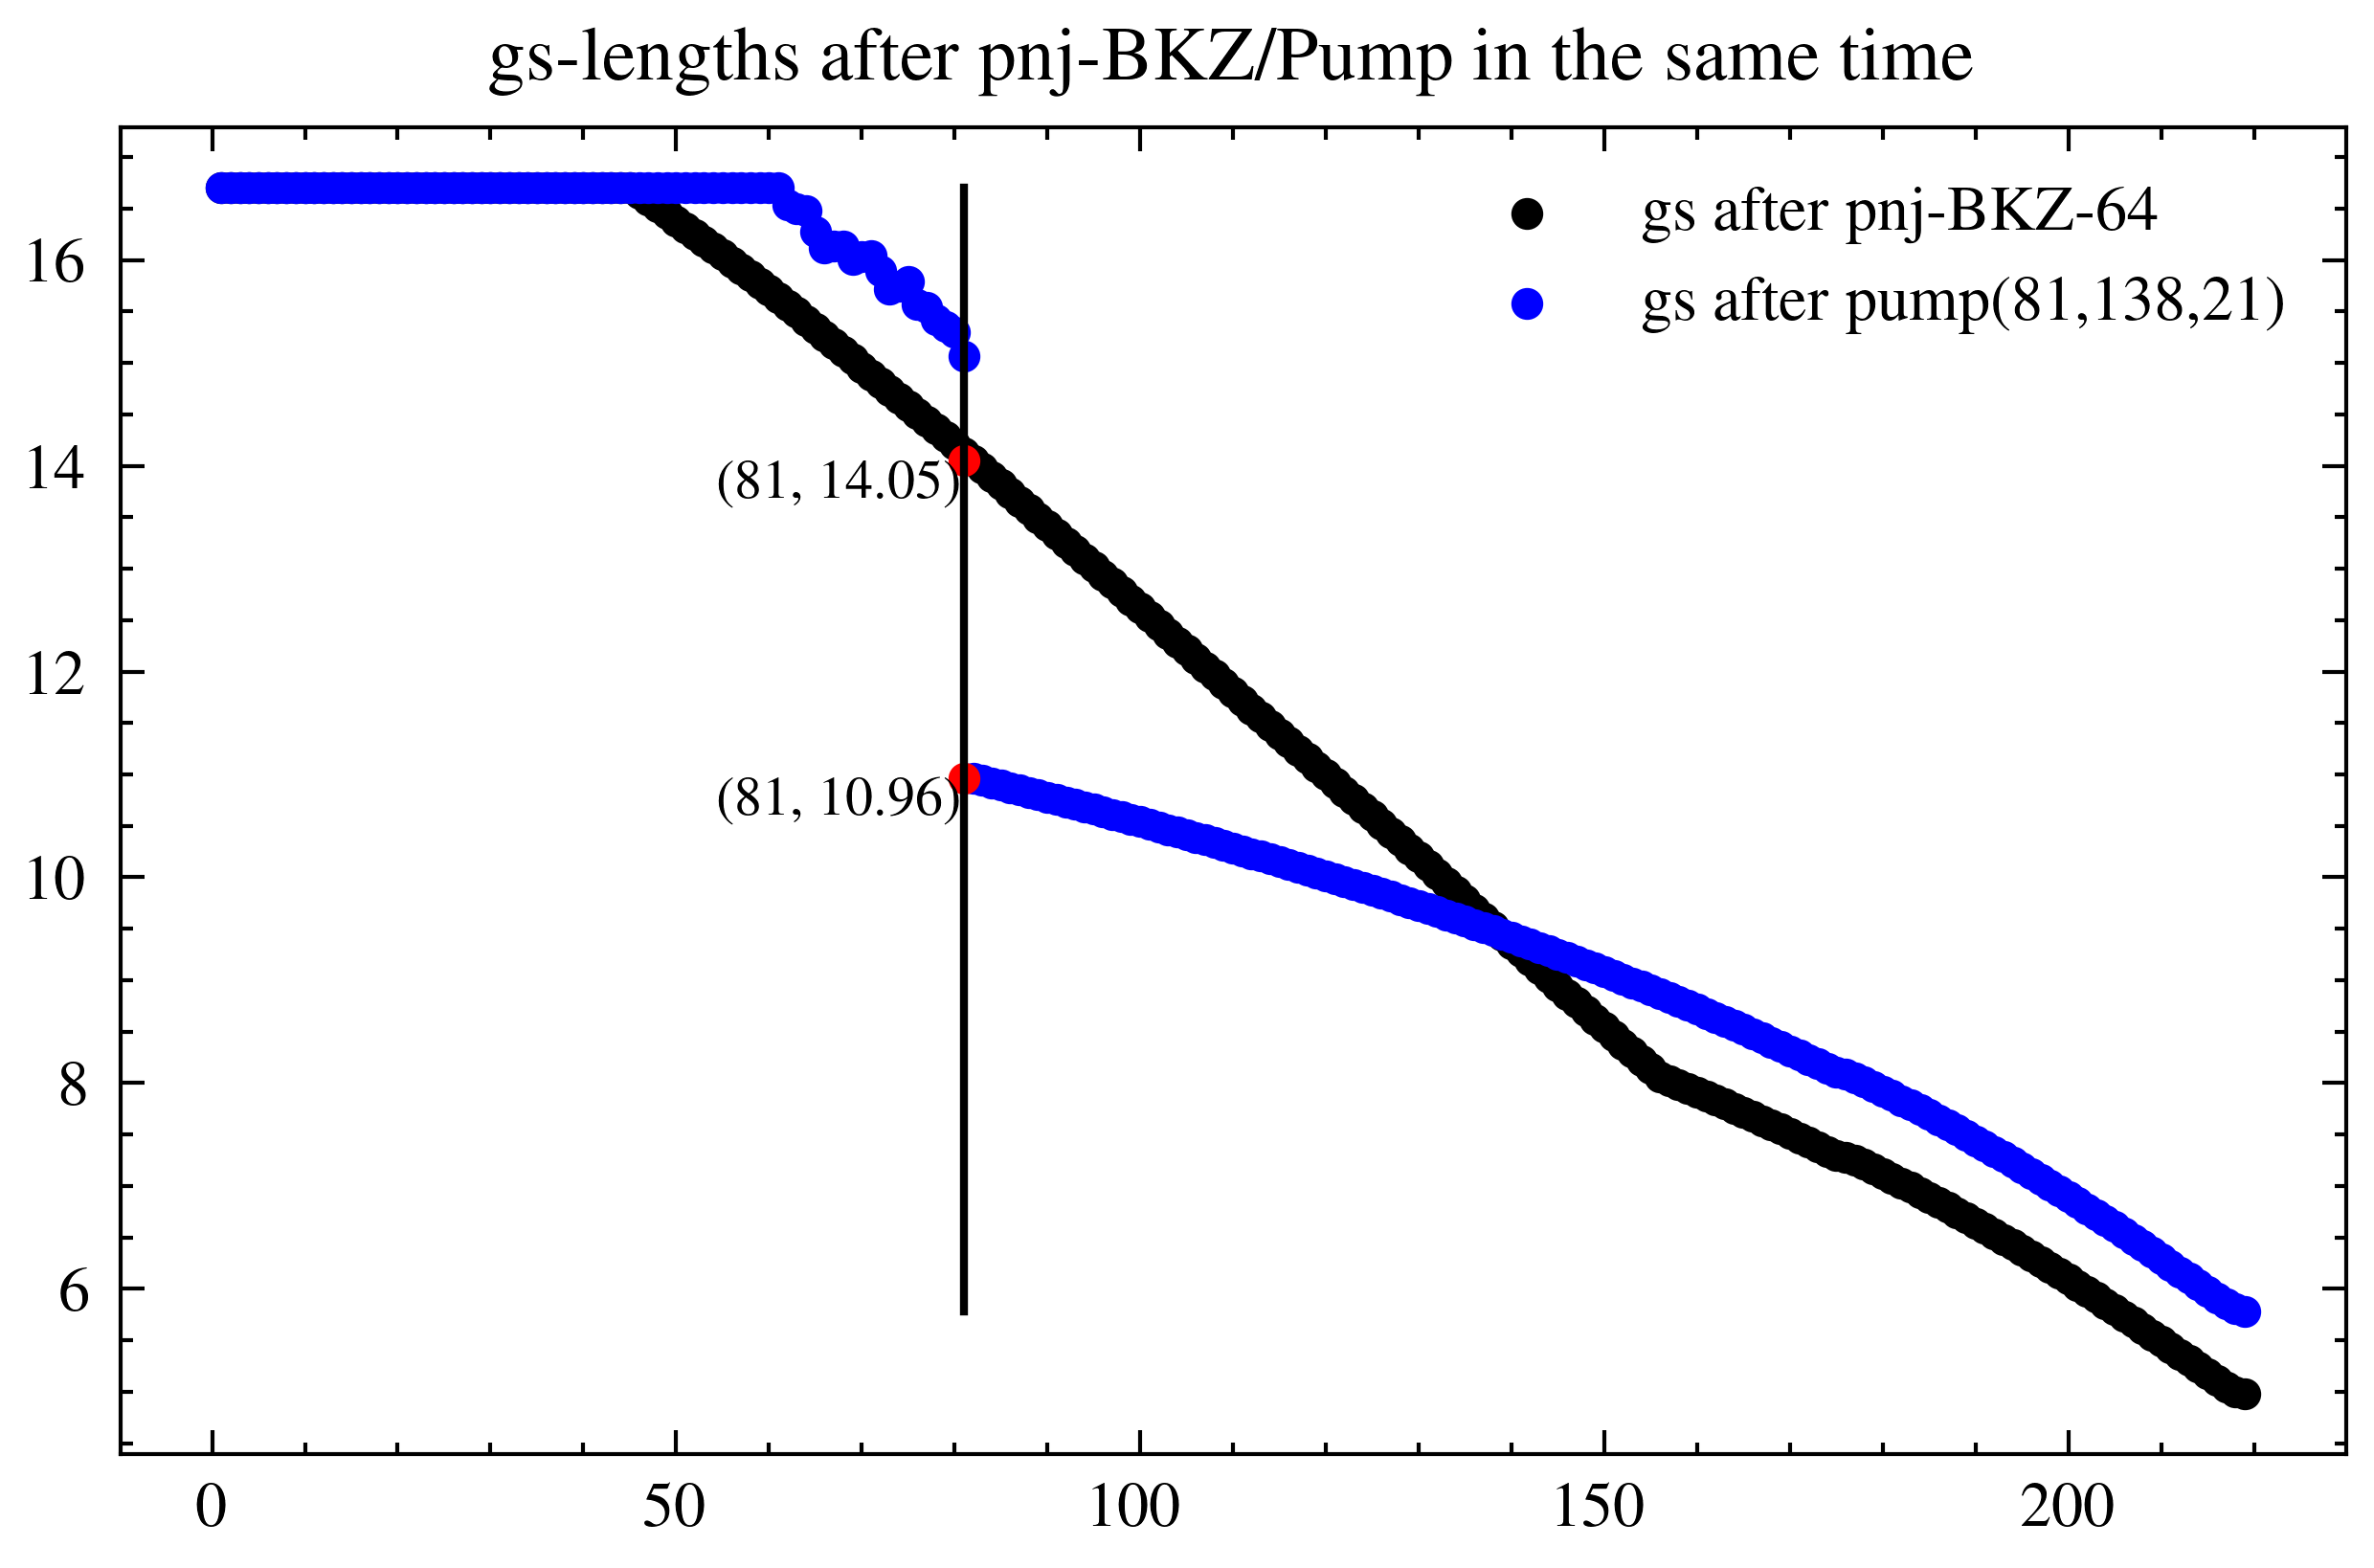 gs-lengths after pnj-BKZ/Pump in the same time
gs after pnj-BKZ-64
gs after pump(81,138,21)
16
14
(81, 14.05)
12
(81, 10.96)
10
8
6
0 50 100 150 200